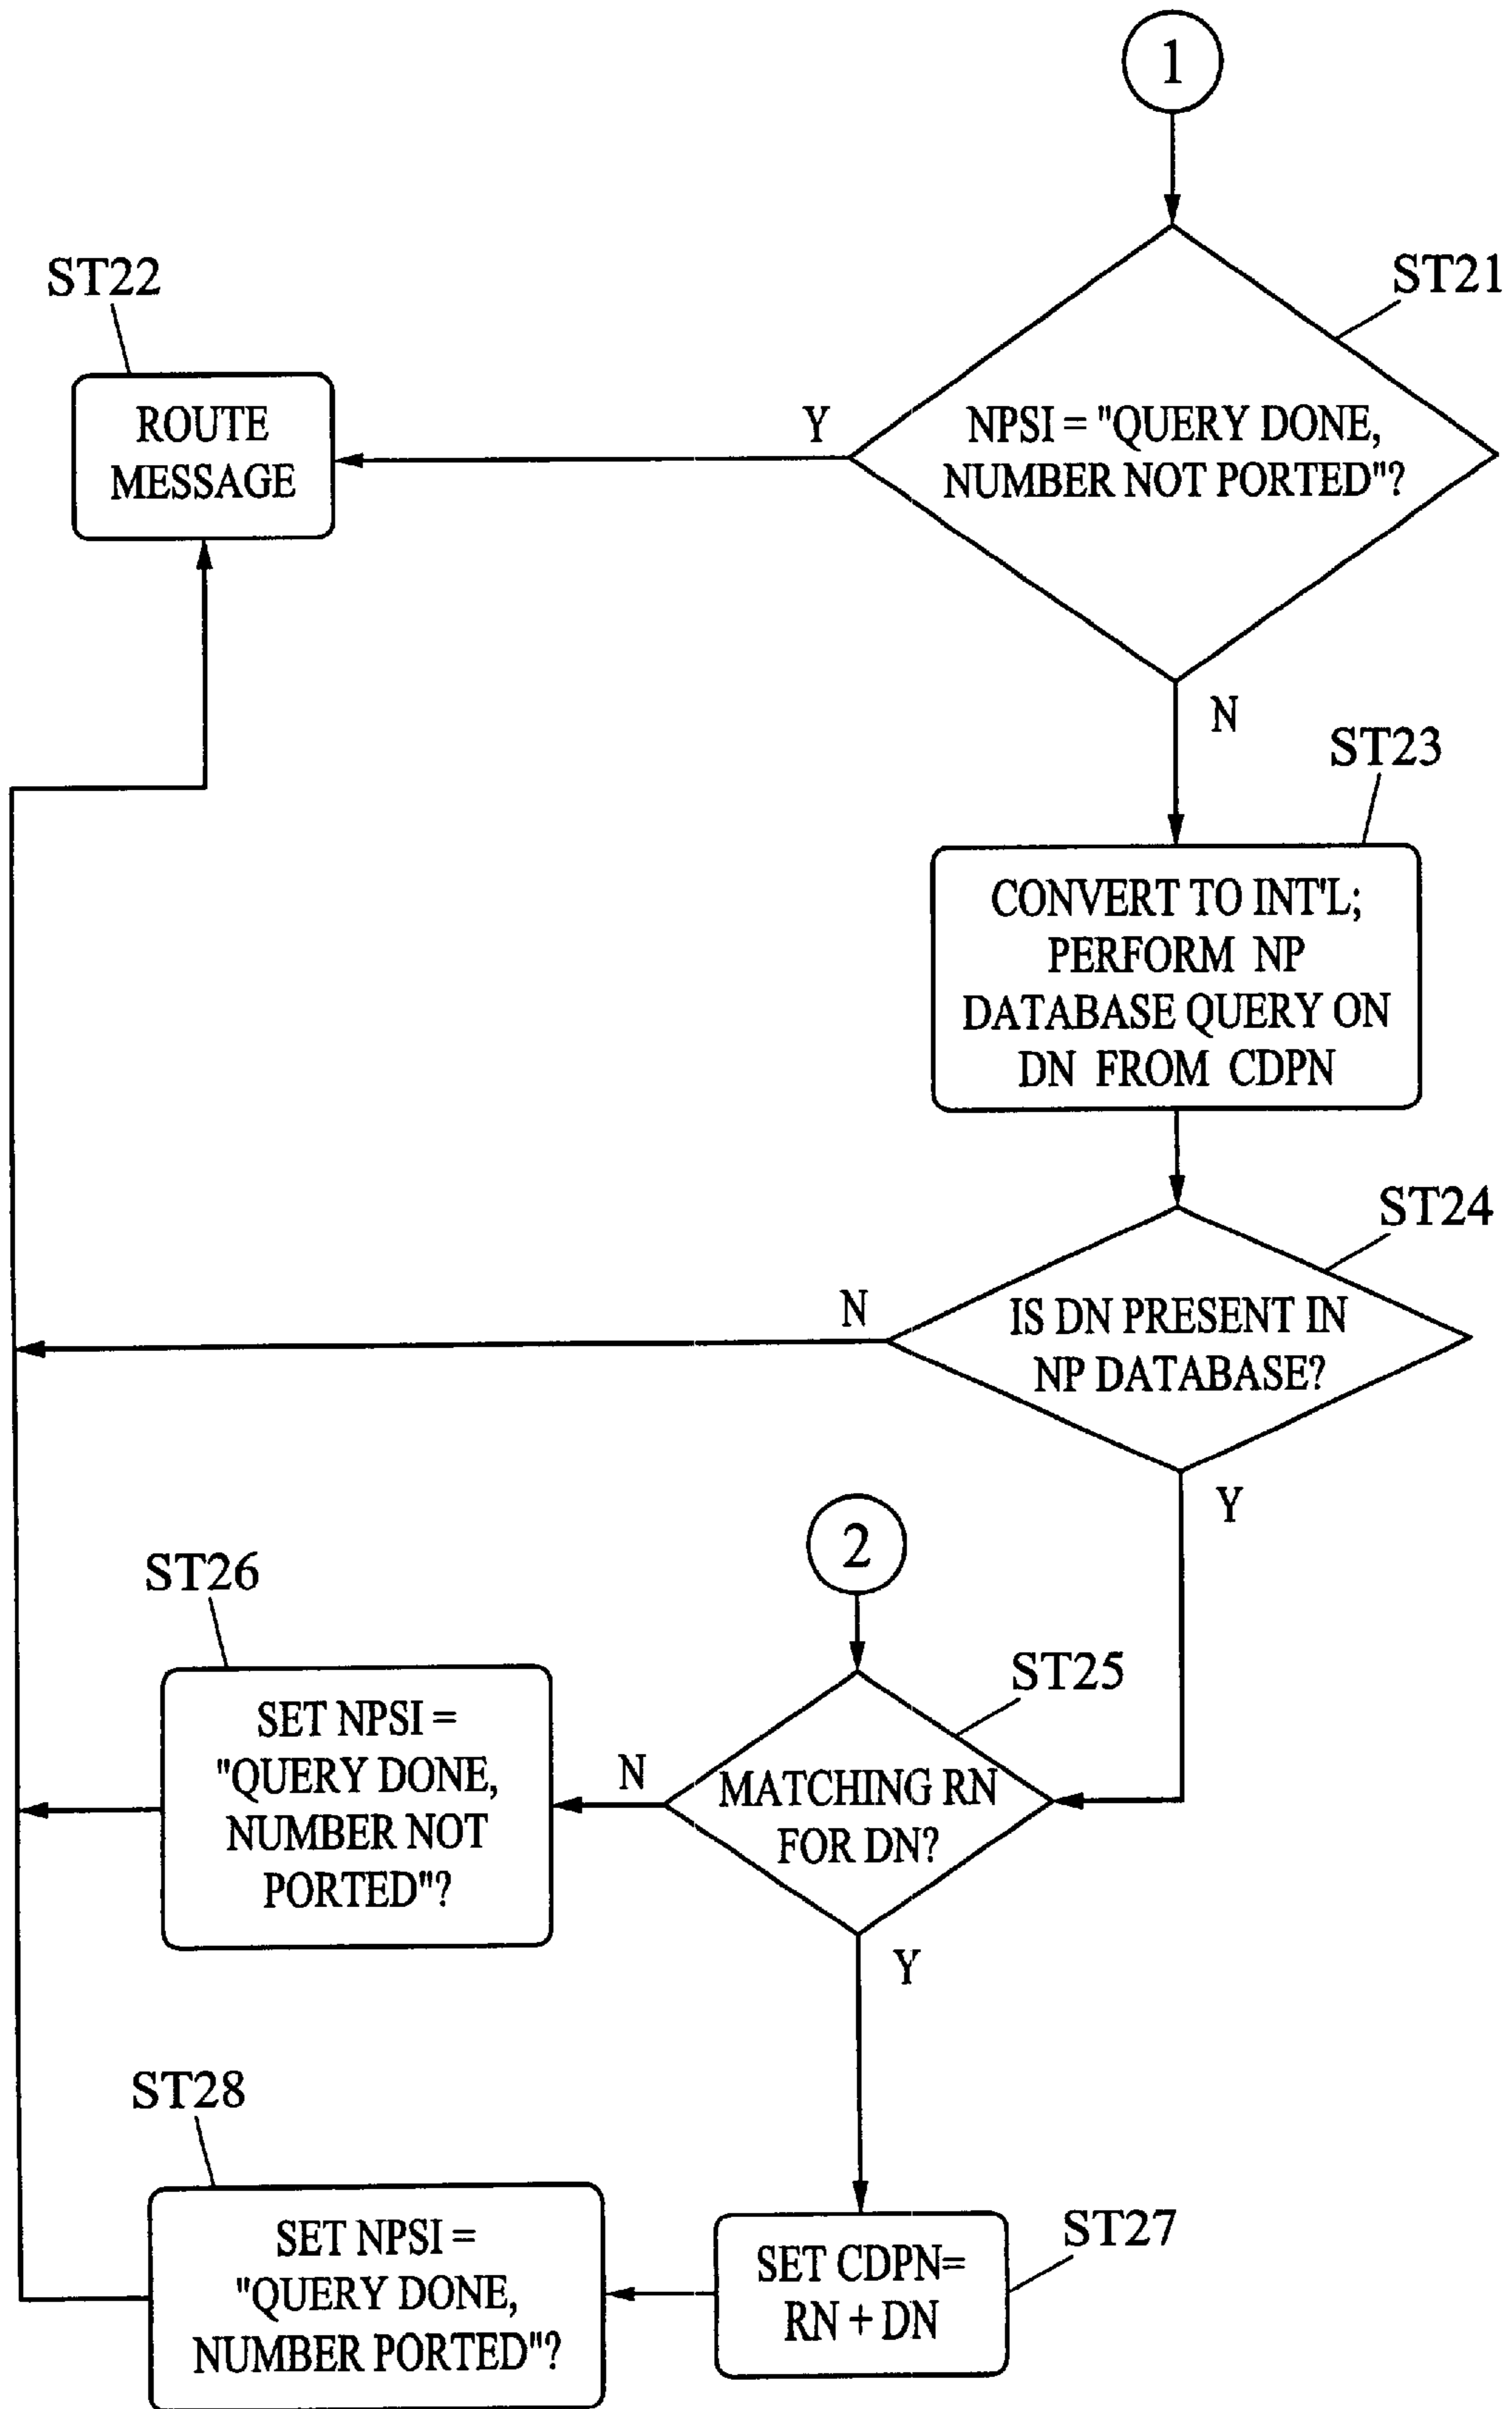 1
ST21
ST22
ROUTE
MESSAGE
Y
NPSI = "QUERY DONE,
NUMBER NOT PORTED"?
N
ST23
CONVERT TO INT'L;
PERFORM NP
DATABASE QUERY ON
DN FROM CDPN
ST24
N
IS DN PRESENT IN
NP DATABASE?
Y
2
ST26
ST25
SET NPSI =
"QUERY DONE,
NUMBER NOT
PORTED"?
N
MATCHING RN
FOR DN?
Y
ST28
SET NPSI =
"QUERY DONE,
NUMBER PORTED"?
ST27
SET CDPN=
RN + DN